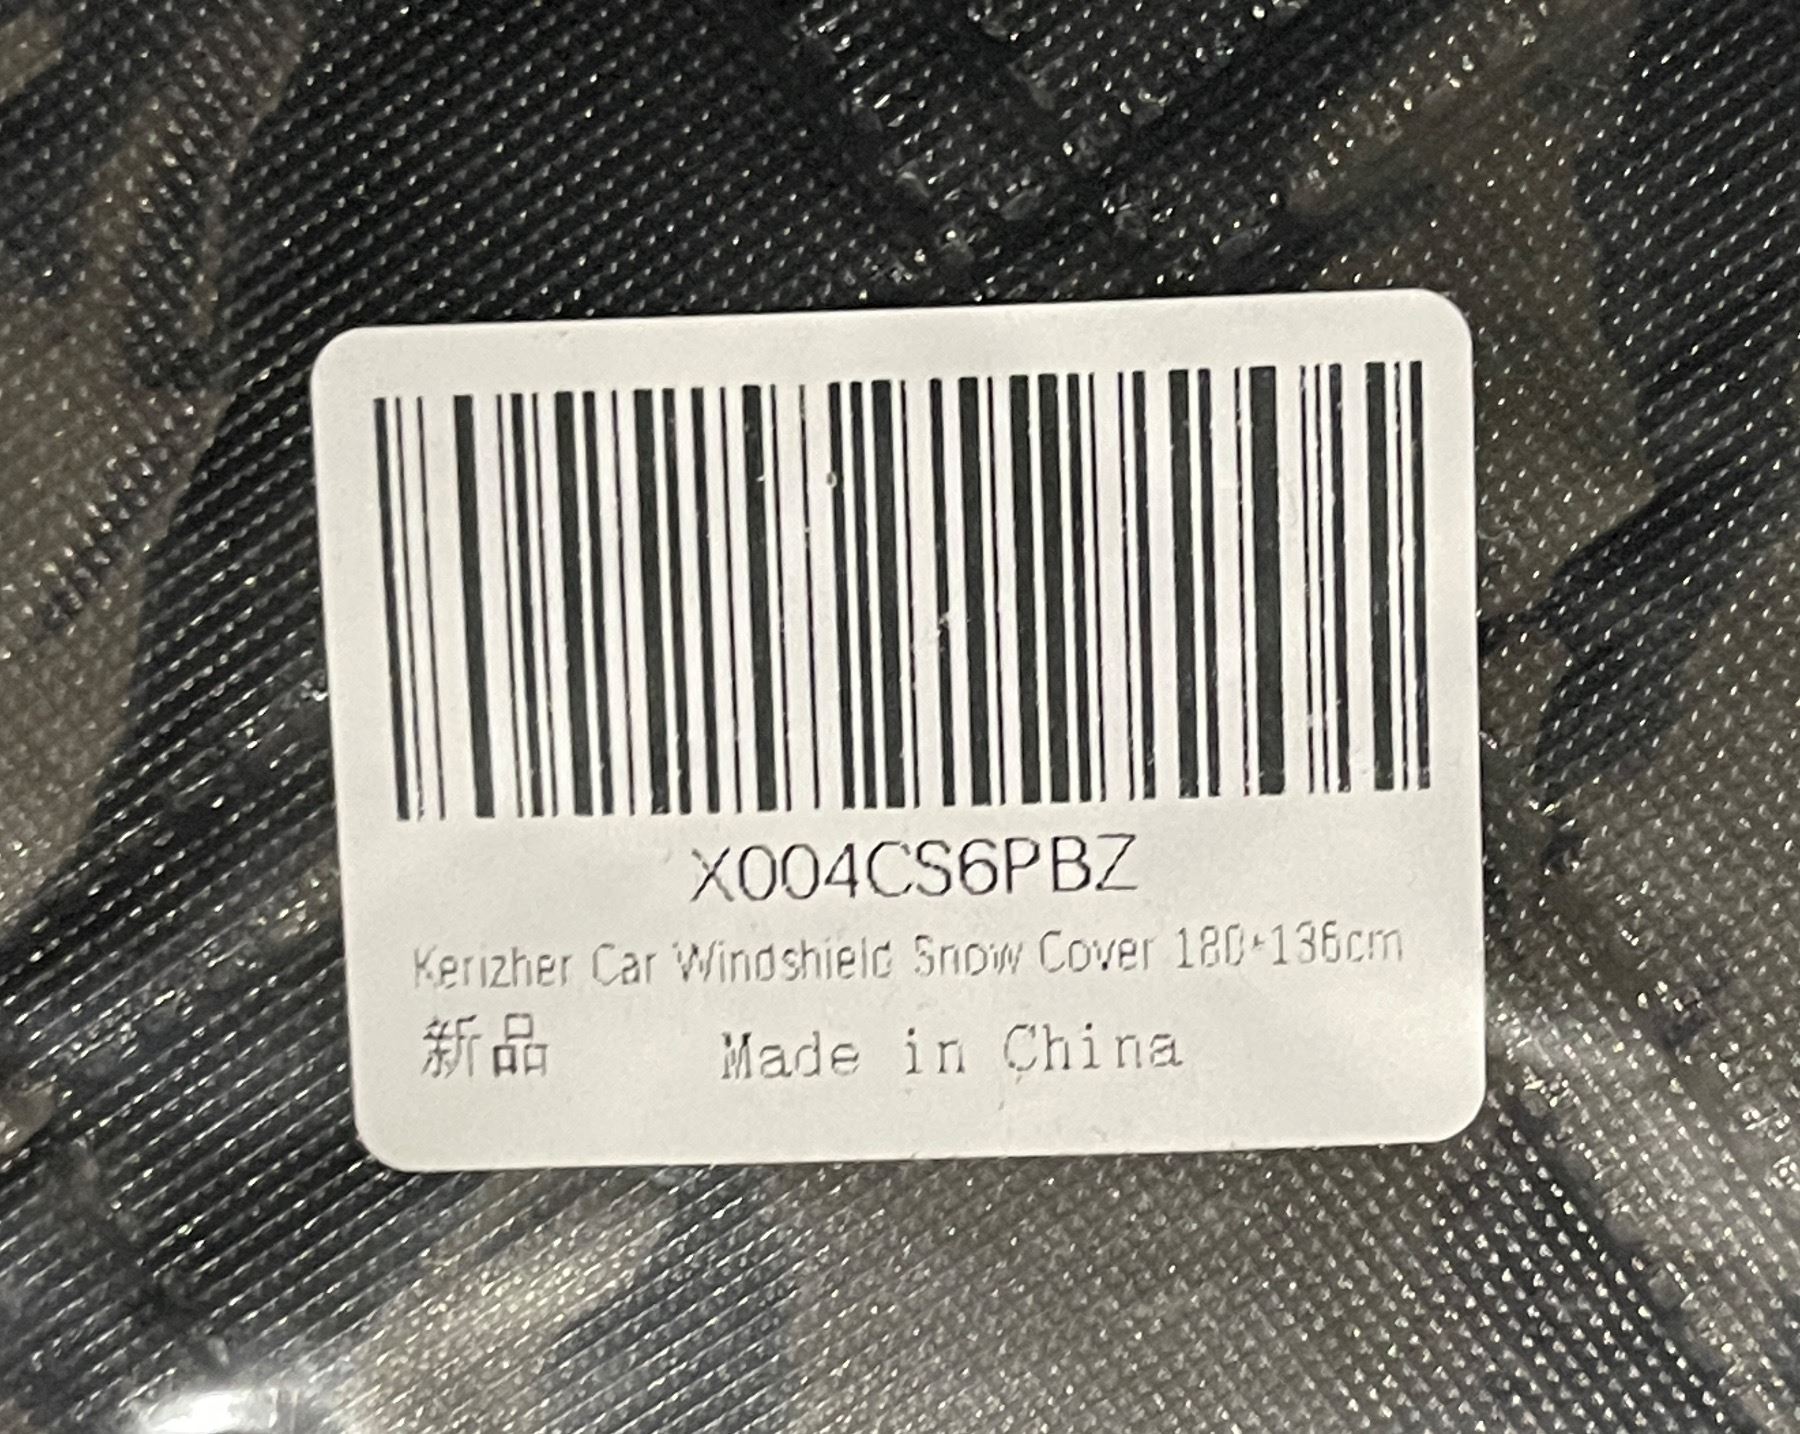 X004CS6PBZ
Kerizher Car Windshield Snow Cover 180*136cm
新品 Made in China